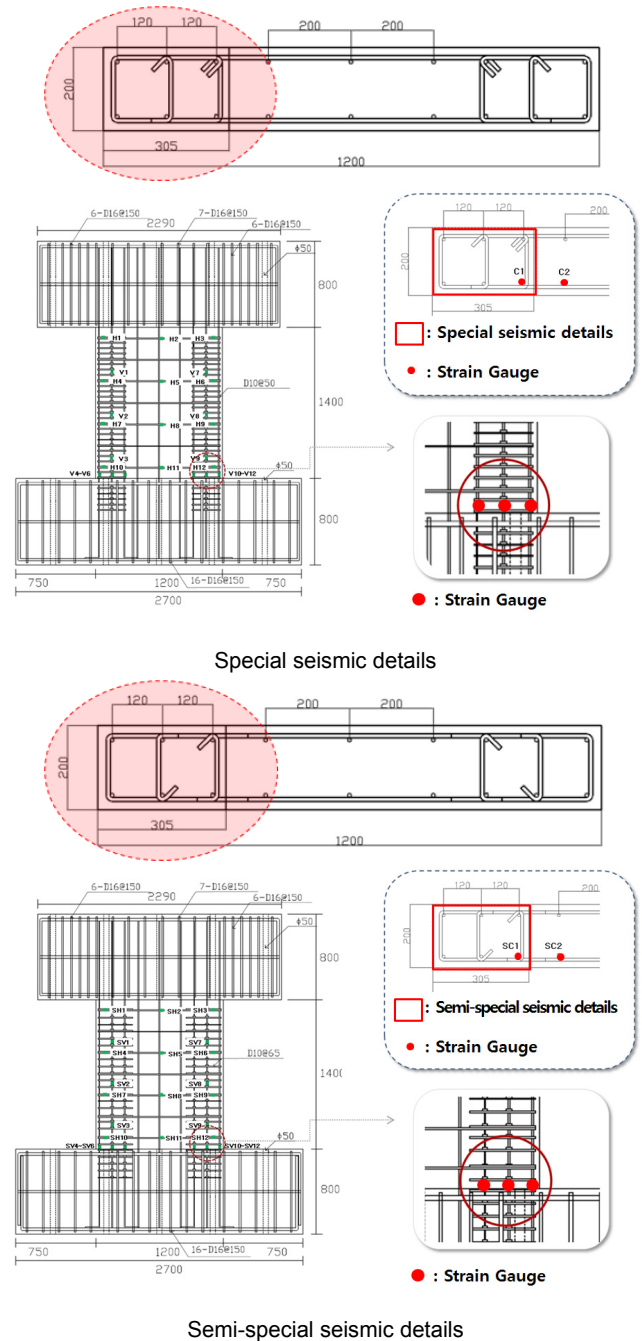 120 120 200 200
200
305
1200
6-D16@150 7-D16@150
2290 6-D16@150
ϕ50
800
H1 H2 H3
V1 V7
H4 H5 H6
D10@50
V2 V8
H7 H8 H9
1400
V3 V9
H10 H11 H12
V4-V6 V10-V12
ϕ50
800
750 1200 750
16-D16@150
2700
120 120 200
200
C1 C2
305
: Special seismic details
: Strain Gauge
: Strain Gauge
Special seismic details
120 120 200 200
200
305
1200
6-D16@150 7-D16@150
2290 6-D16@150
ϕ50
800
SH1 SH2 SH3
SV1 SV7
SH4 SH5 SH6
D10@65
SV2 SV8
SH7 SH8 SH9
1400
SV3 SV9
SH10 SH11 SH12
SV4-SV6 SV10-SV12
ϕ50
800
750 1200 750
16-D16@150
2700
120 120 200
200
SC1 SC2
305
: Semi-special seismic details
: Strain Gauge
: Strain Gauge
Semi-special seismic details